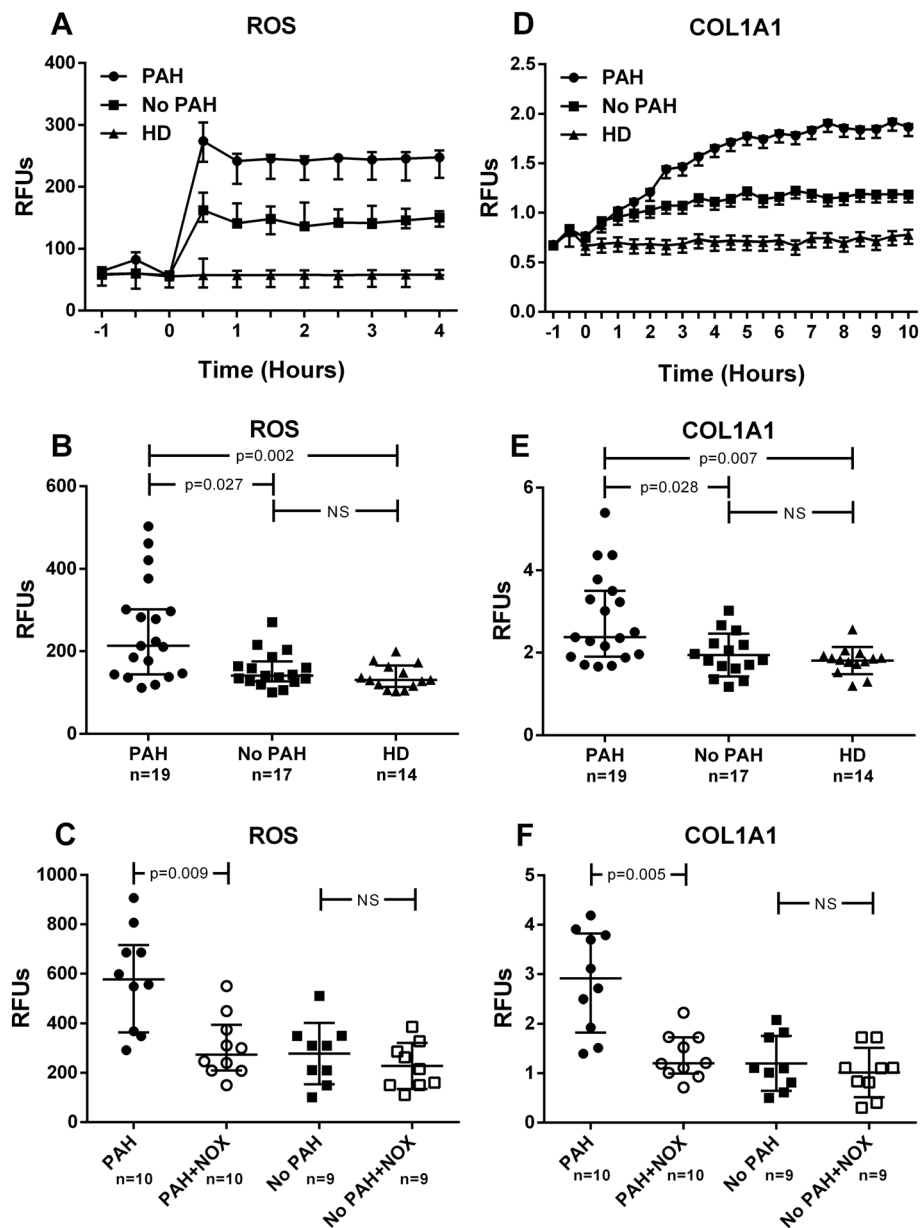 A
ROS
PAH
No PAH
HD
RFUs
400
300
200
100
0
-1 0 1 2 3 4
Time (Hours)
D
COL1A1
PAH
No PAH
HD
RFUs
2.5
2.0
1.5
1.0
0.5
0.0
-1 0 1 2 3 4 5 6 7 8 9 10
Time (Hours)
B
ROS
p=0.002
p=0.027
NS
RFUs
600
400
200
0
PAH No PAH HD
n=19 n=17 n=14
E
COL1A1
p=0.007
p=0.028
NS
RFUs
6
4
2
0
PAH No PAH HD
n=19 n=17 n=14
C
ROS
p=0.009
NS
RFUs
1000
800
600
400
200
0
PAH
n=10
PAH+NOX
n=10
No PAH
n=9
No PAH+NOX
n=9
F
COL1A1
p=0.005
NS
RFUs
5
4
3
2
1
0
PAH
n=10
PAH+NOX
n=10
No PAH
n=9
No PAH+NOX
n=9